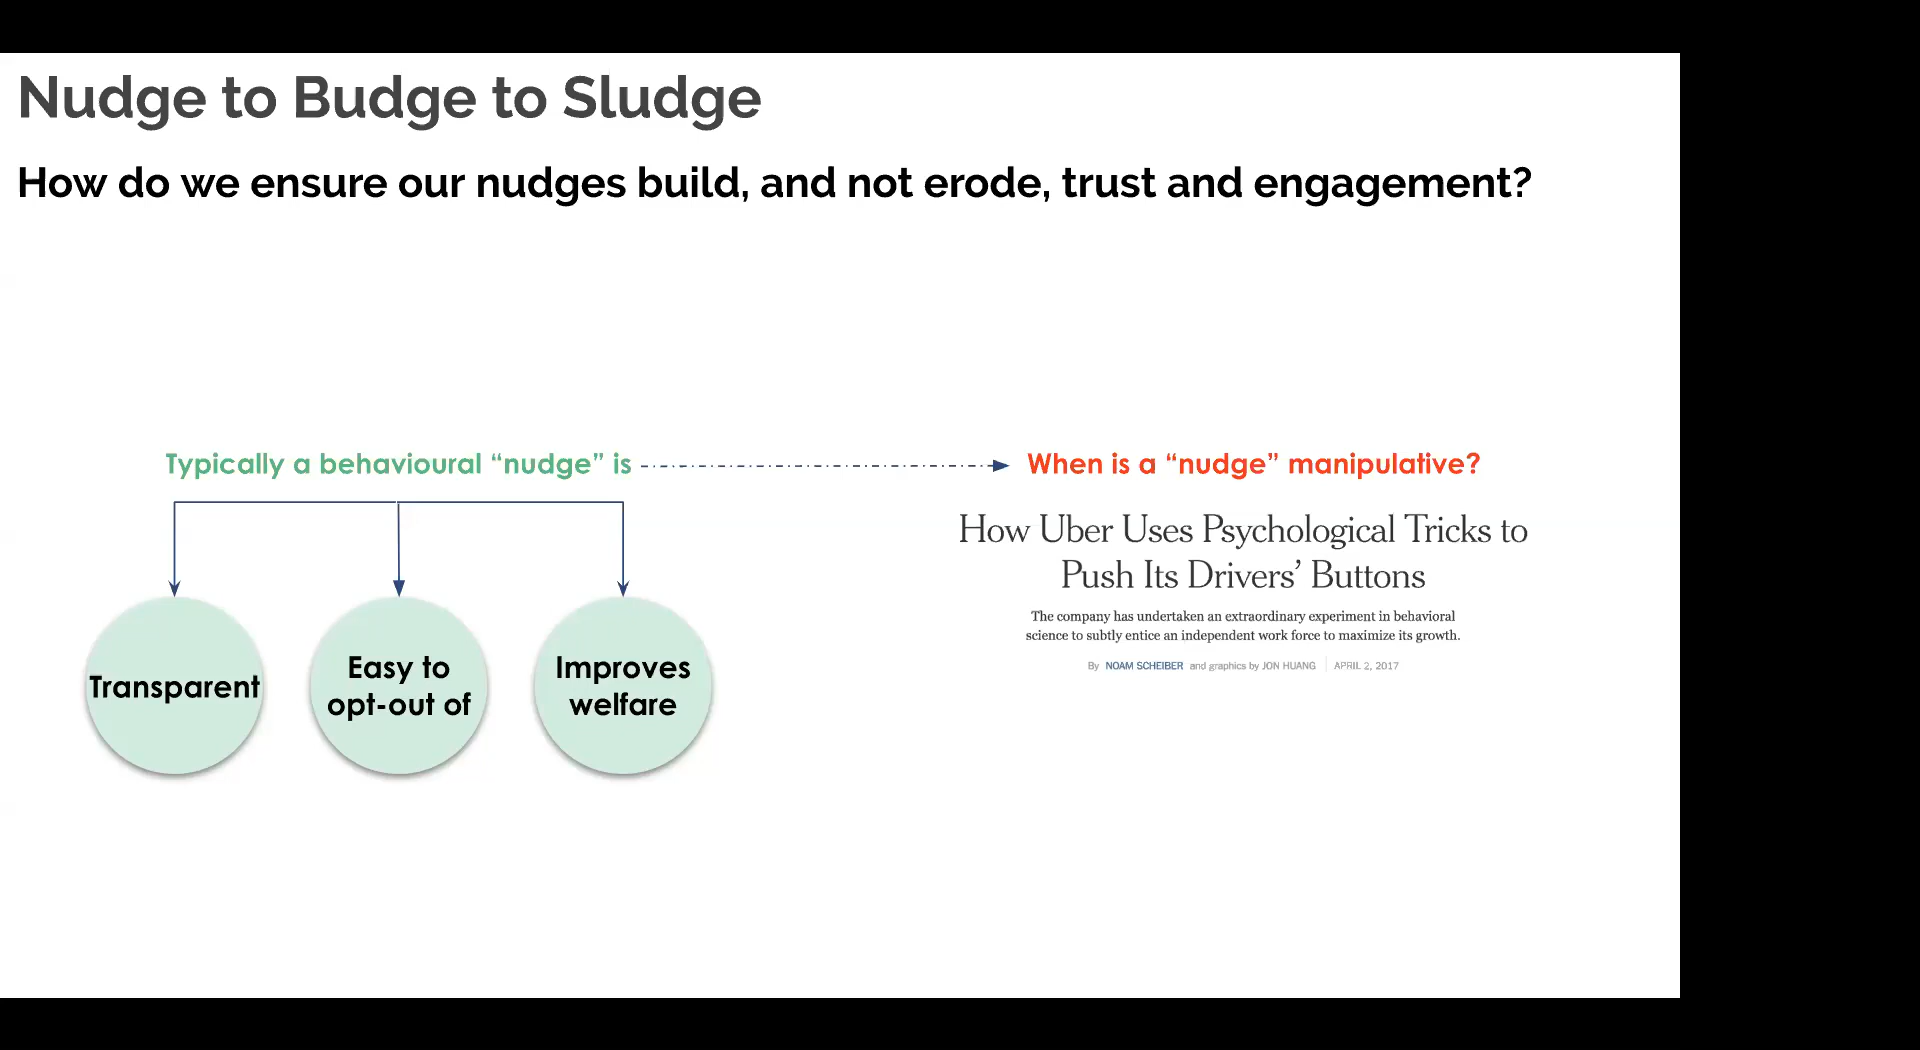 Nudge to Budge to Sludge
How do we ensure our nudges build, and not erode, trust and engagement?
Typically a behavioural “nudge” is
Transparent
Easy to
opt-out of
Improves
welfare
When is a “nudge” manipulative?
How Uber Uses Psychological Tricks to
Push Its Drivers’ Buttons
The company has undertaken an extraordinary experiment in behavioral
science to subtly entice an independent work force to maximize its growth.
By NOAM SCHEIBER and graphics by JON HUANG APRIL 2, 2017